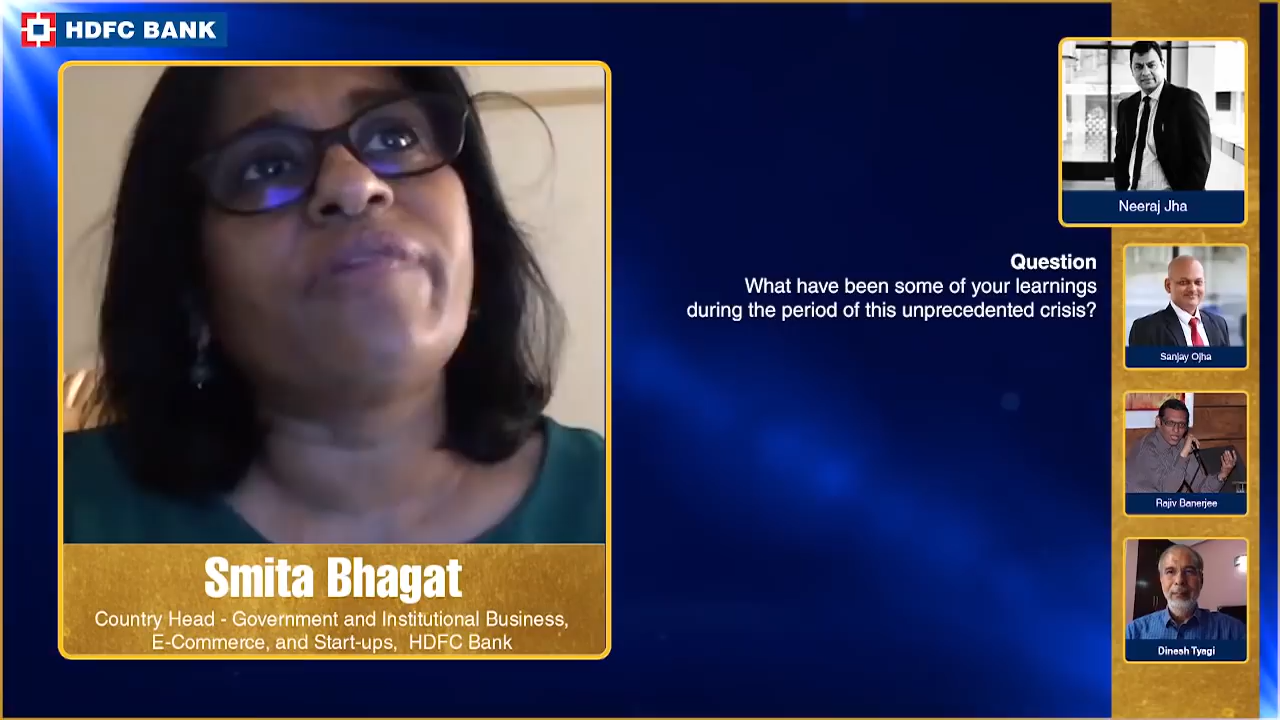 HDFC BANK
Smita Bhagat
Country Head - Government and Institutional Business,
E-Commerce, and Start-ups, HDFC Bank
Question
What have been some of your learnings
during the period of this unprecedented crisis?
Neeraj Jha
Sanjay Ojha
Rajiv Banerjee
Dinesh Tyagi